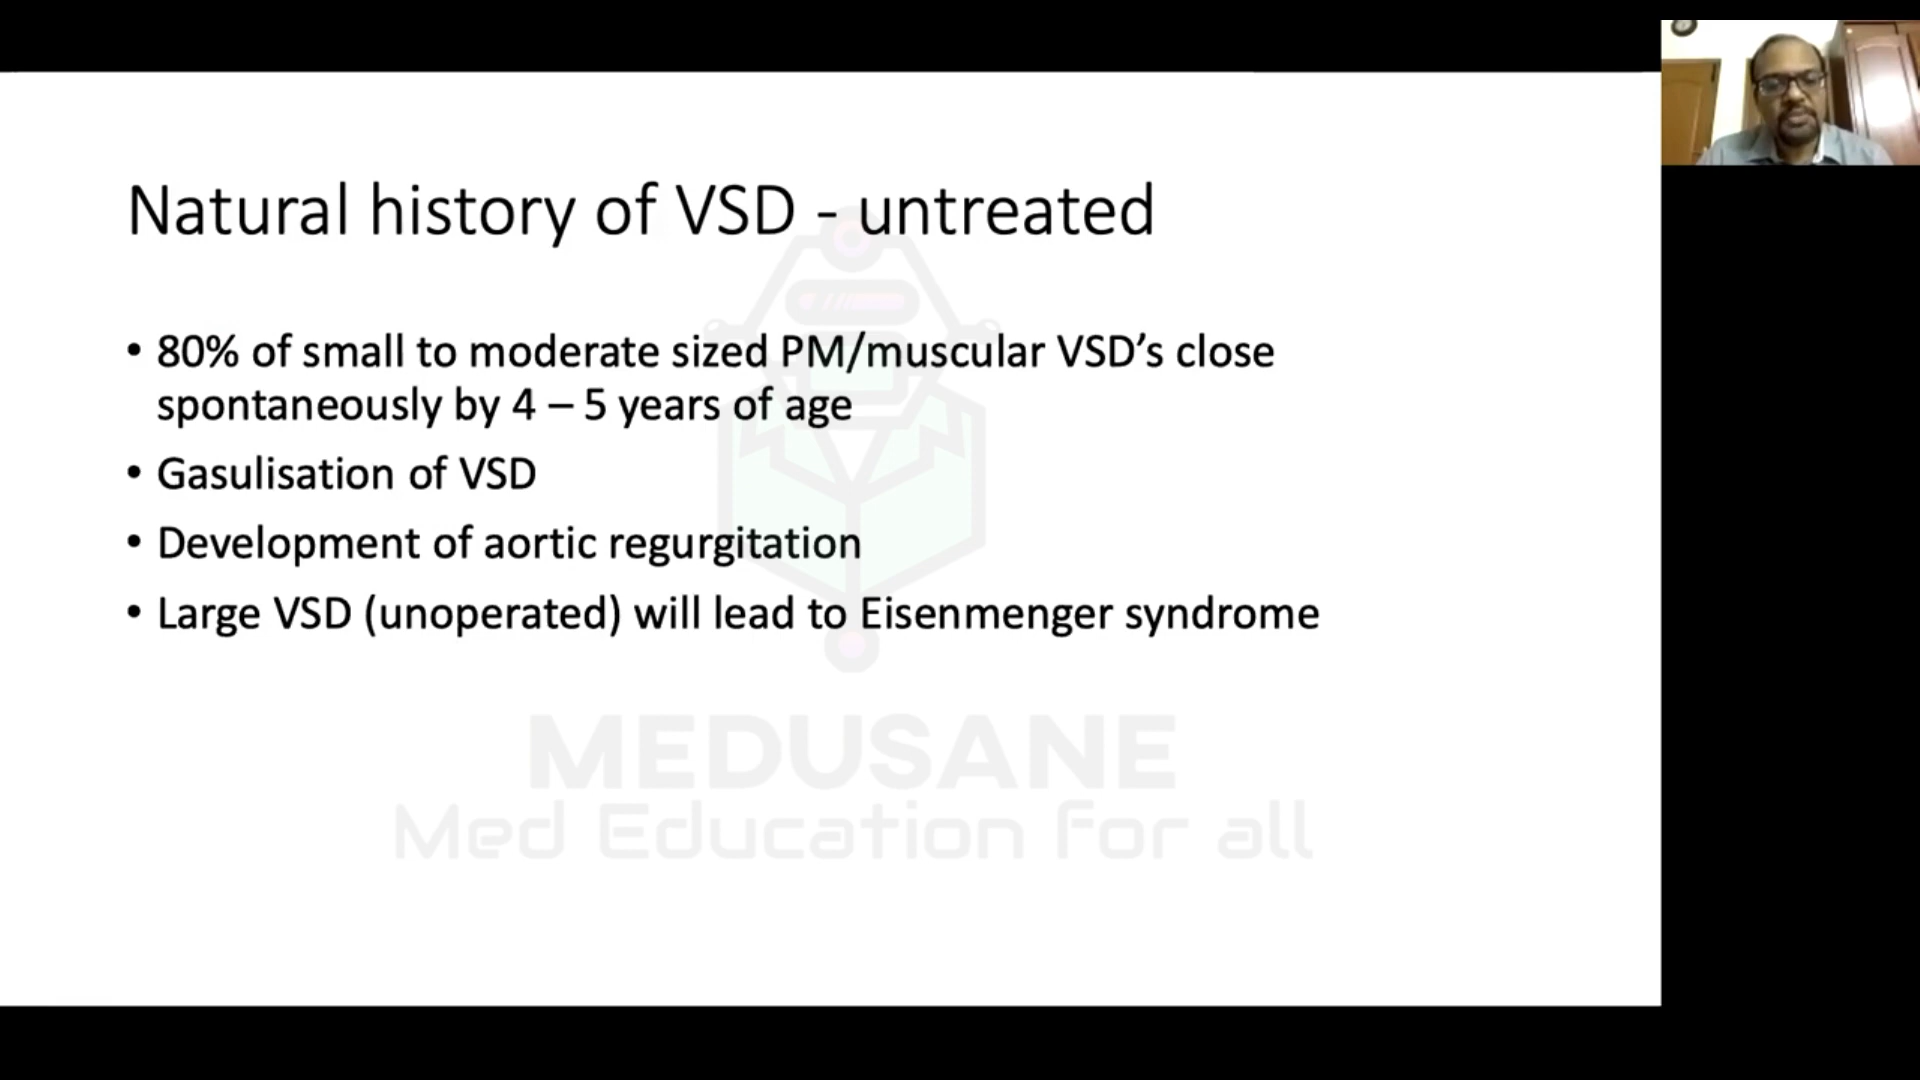 Natural history of VSD - untreated
• 80% of small to moderate sized PM/muscular VSD’s close
spontaneously by 4 – 5 years of age
• Gasulisation of VSD
• Development of aortic regurgitation
• Large VSD (unoperated) will lead to Eisenmenger syndrome
MEDUSANE
Med Education for all